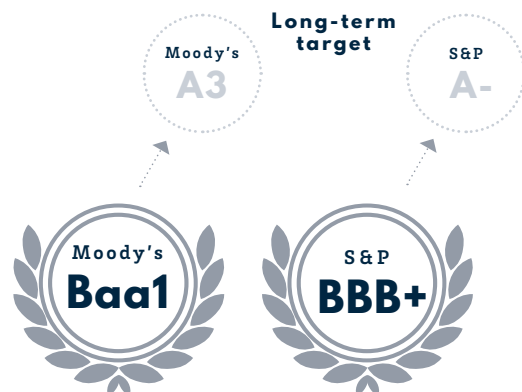 Long-term
target
Moody's
A3
S&P
A-
Moody's
Baa1
S&P
BBB+